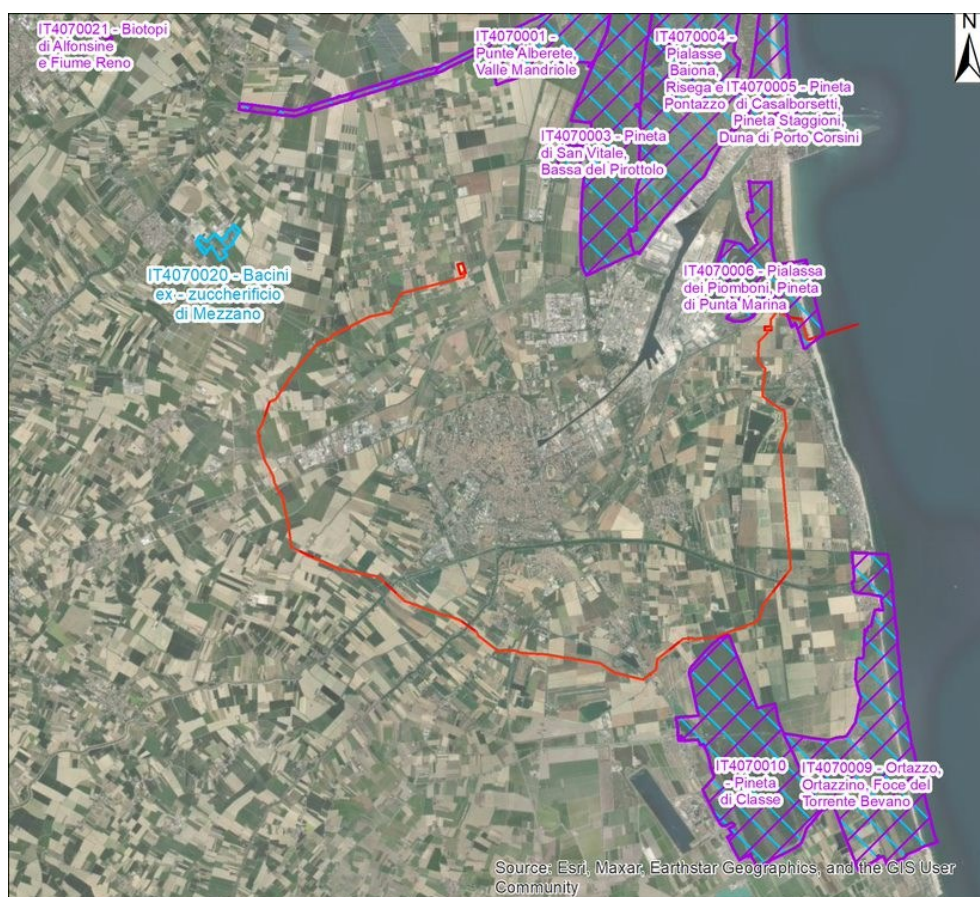 N
IT4070021 - Biotopi
di Alfonsine
e Fiume Reno
IT4070001 -
Punte Alberete,
Valle Mandriole
IT4070004 -
Pialasse
Baiona,
Risega e
Pontazzo
IT4070005 - Pineta
di Casalborsetti,
Pineta Staggioni,
Duna di Porto Corsini
IT4070003 - Pineta
di San Vitale,
Bassa del Pirottolo
IT4070020 - Bacini
ex - zuccherificio
di Mezzano
IT4070006 - Pialassa
dei Piomboni, Pineta
di Punta Marina
IT4070010
- Pineta
di Classe
IT4070009 - Ortazzo,
Ortazzino, Foce del
Torrente Bevano
Source: Esri, Maxar, Earthstar Geographics, and the GIS User
Community